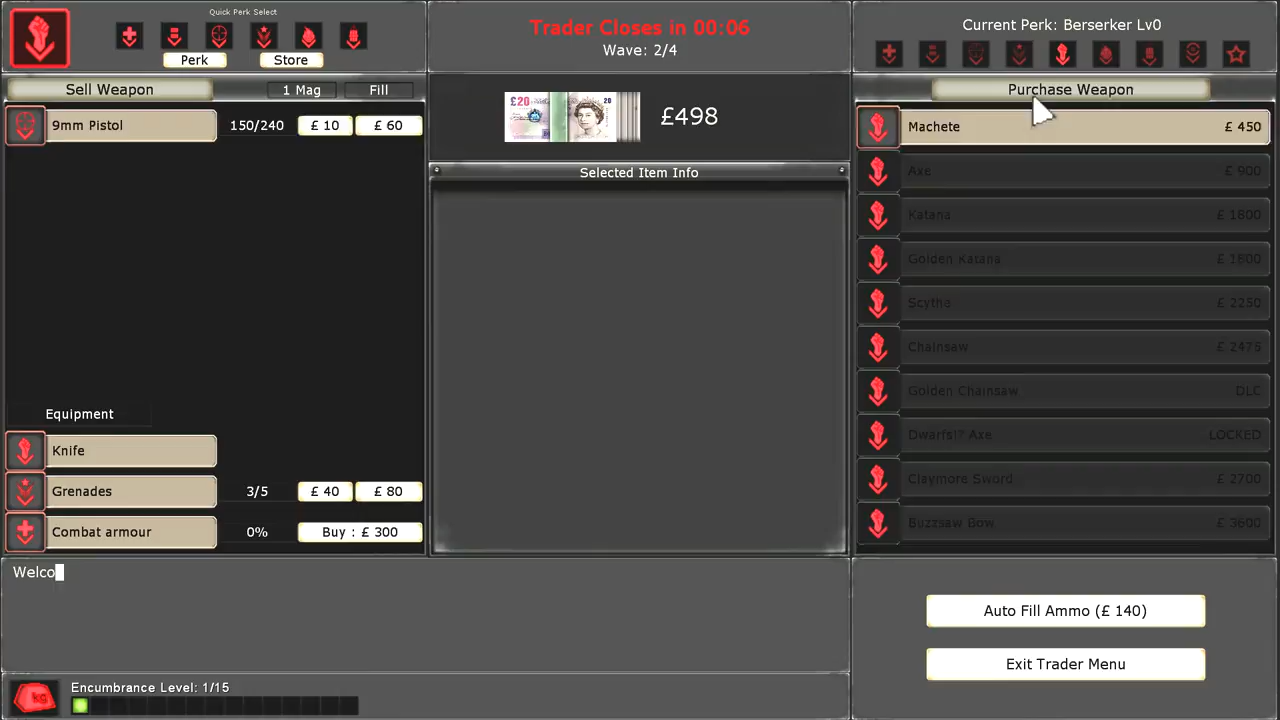 Quick Perk Select
Perk
Store
Sell Weapon
1 Mag
Fill
9mm Pistol
150/240
£ 10
£ 60
Equipment
Knife
Grenades
3/5
£ 40
£ 80
Combat armour
0%
Buy : £ 300
Trader Closes in 00:06
Wave: 2/4
£20
20
£498
Selected Item Info
Current Perk: Berserker Lv0
Purchase Weapon
Machete £ 450
Axe £ 900
Katana £ 1800
Golden Katana £ 1800
Scythe £ 2250
Chainsaw £ 2475
Golden Chainsaw DLC
Dwarfs!? Axe LOCKED
Claymore Sword £ 2700
Buzzsaw Bow £ 3600
Welco
Auto Fill Ammo (£ 140)
Exit Trader Menu
kg
Encumbrance Level: 1/15